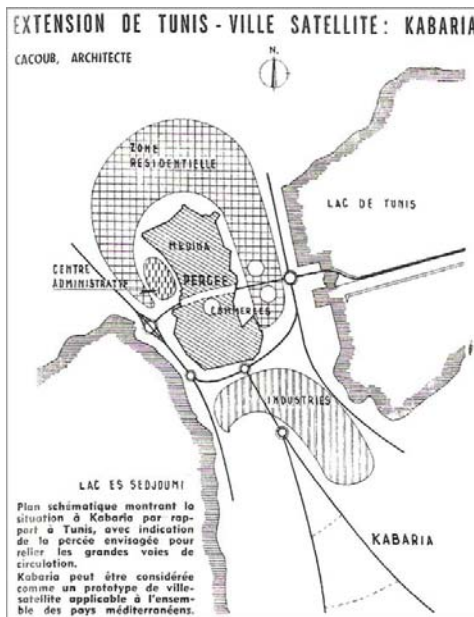 EXTENSION DE TUNIS - VILLE SATELLITE: KABARIA
CACOUB, ARCHITECTE
N.
ZONE
RESIDENTIELLE
LAC DE TUNIS
MEDINA
CENTRE
ADMINISTRATIF
PERCÉE
COMMERCES
INDUSTRIES
LAC ES SEDJOUMI
KABARIA
Plan schématique montrant la
situation à Kabaria par rap-
port à Tunis, avec indication
de la percée envisagée pour
relier les grandes voies de
circulation.
Kabaria peut être considérée
comme un prototype de ville-
satellite applicable à l'ensem-
ble des pays méditerranéens.